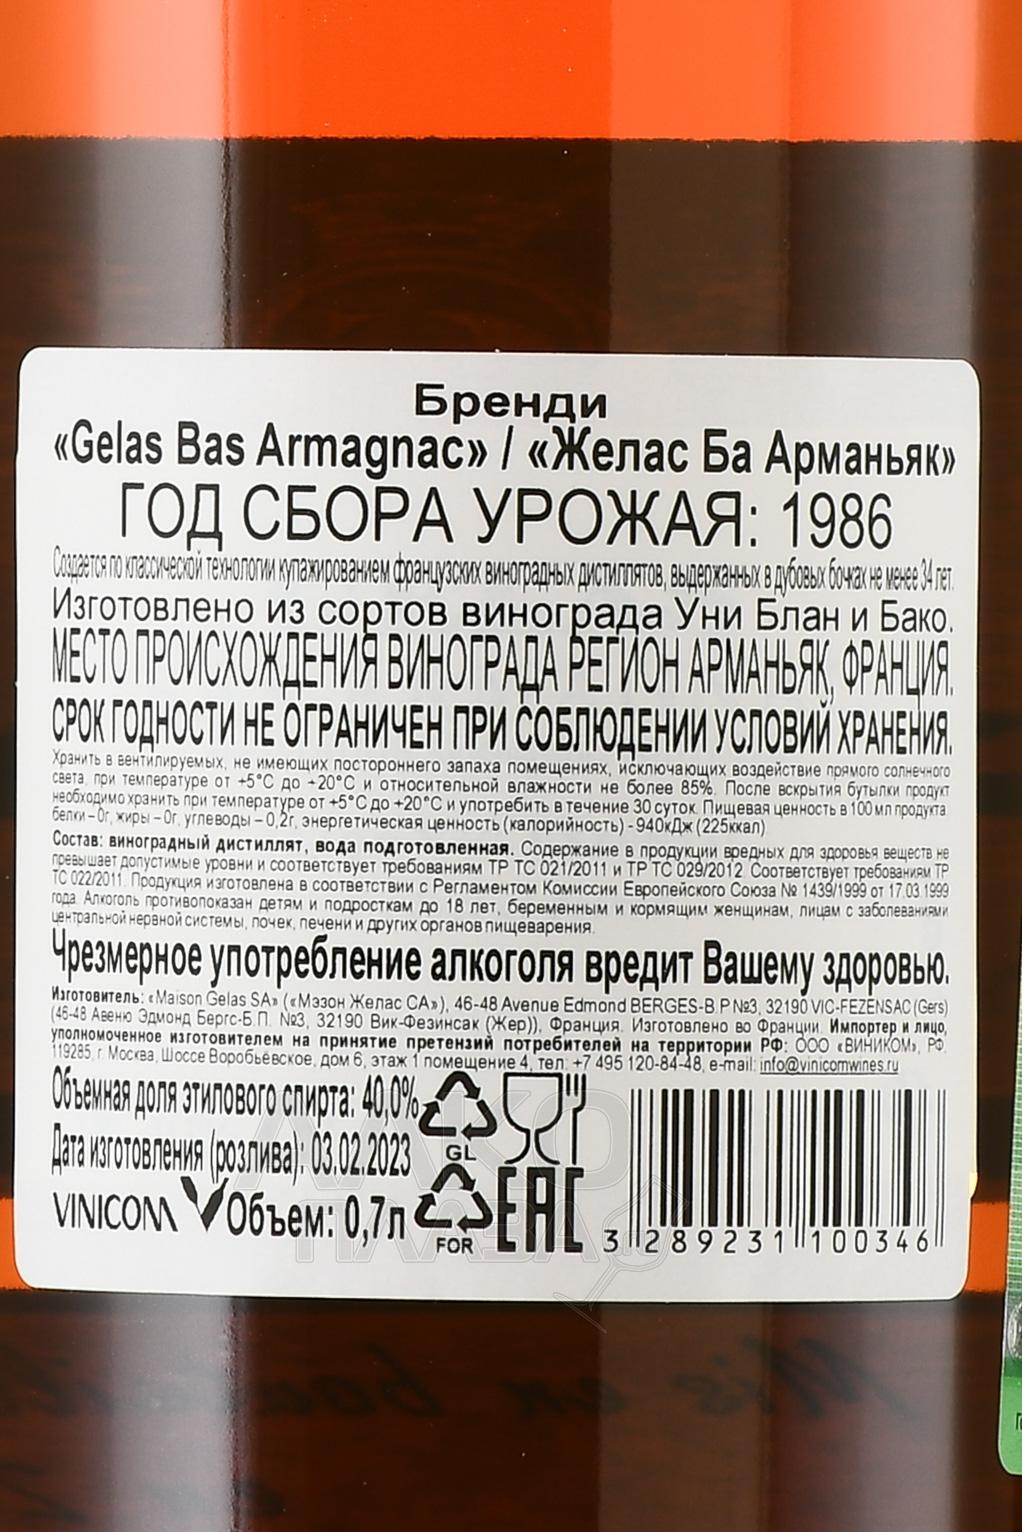 Бренди
«Gelas Bas Armagnac» / «Желас Ба Арманьяк»
ГОД СБОРА УРОЖАЯ: 1986
Создается по классической технологии купажированием французских виноградных дистиллятов, выдержанных в дубовых бочках не менее 34 лет.
Изготовлено из сортов винограда Уни Блан и Бако.
МЕСТО ПРОИСХОЖДЕНИЯ ВИНОГРАДА РЕГИОН АРМАНЬЯК, ФРАНЦИЯ.
СРОК ГОДНОСТИ НЕ ОГРАНИЧЕН ПРИ СОБЛЮДЕНИИ УСЛОВИЙ ХРАНЕНИЯ.
Хранить в вентилируемых, не имеющих постороннего запаха помещениях, исключающих воздействие прямого солнечного
света, при температуре от +5°С до +20°С и относительной влажности не более 85%. После вскрытия бутылки продукт
необходимо хранить при температуре от +5°С до +20°С и употребить в течение 30 суток. Пищевая ценность в 100 мл продукта:
белки – 0г, жиры – 0г, углеводы – 0,2г, энергетическая ценность (калорийность) - 940кДж (225ккал)
Состав: виноградный дистиллят, вода подготовленная. Содержание в продукции вредных для здоровья веществ не
превышает допустимые уровни и соответствует требованиям ТР ТС 021/2011 и ТР ТС 029/2012. Соответствует требованиям ТР
ТС 022/2011. Продукция изготовлена в соответствии с Регламентом Комиссии Европейского Союза № 1439/1999 от 17.03.1999
года. Алкоголь противопоказан детям и подросткам до 18 лет, беременным и кормящим женщинам, лицам с заболеваниями
центральной нервной системы, почек, печени и других органов пищеварения.
Чрезмерное употребление алкоголя вредит Вашему здоровью.
Изготовитель: «Maison Gelas SA» («Мэзон Желас СА»), 46-48 Avenue Edmond BERGES-B.P №3, 32190 VIC-FEZENSAC (Gers)
(46-48 Авеню Эдмонд Бергс-Б.П. №3, 32190 Вик-Фезинсак (Жер)), Франция. Изготовлено во Франции. Импортер и лицо,
уполномоченное изготовителем на принятие претензий потребителей на территории РФ: ООО «ВИНИКОМ», РФ,
119285, г. Москва, Шоссе Воробьёвское, дом 6, этаж 1 помещение 4, тел: +7 495 120-84-48, e-mail: info@vinicomwines.ru
Объемная доля этилового спирта: 40,0%
GL
Дата изготовления (розлива): 03.02.2023
VINICOM Объем: 0,7л
FOR
EAC
3 289231 100346
АЛКО
ПЛАЗА
Mis en